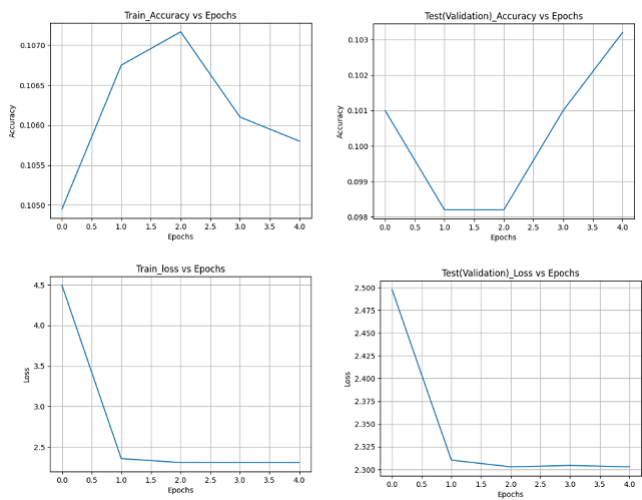 Train_Accuracy vs Epochs
0.1070
0.1065
0.1060
0.1055
0.1050
Accuracy
0.0 0.5 1.0 1.5 2.0 2.5 3.0 3.5 4.0
Epochs
Test(Validation)_Accuracy vs Epochs
0.103
0.102
0.101
0.100
0.099
0.098
Accuracy
0.0 0.5 1.0 1.5 2.0 2.5 3.0 3.5 4.0
Epochs
Train_loss vs Epochs
4.5
4.0
3.5
3.0
2.5
Loss
0.0 0.5 1.0 1.5 2.0 2.5 3.0 3.5 4.0
Epochs
Test(Validation)_Loss vs Epochs
2.500
2.475
2.450
2.425
2.400
2.375
2.350
2.325
2.300
Loss
0.0 0.5 1.0 1.5 2.0 2.5 3.0 3.5 4.0
Epochs